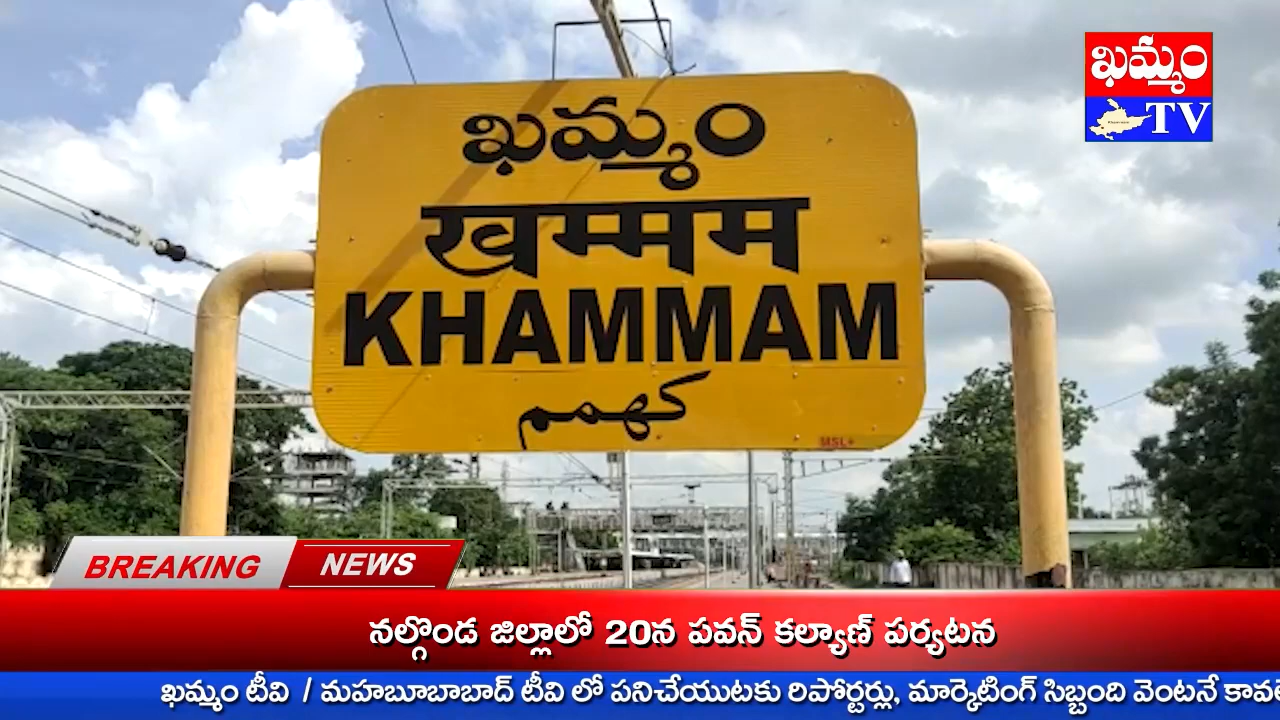 ఖమ్మం
TV
ఖమ్మం
खम्मम
KHAMMAM
کھمم
MSL+
BREAKING NEWS
నల్గొండ జిల్లాలో 20న పవన్ కల్యాణ్ పర్యటన
ఖమ్మం టీవి / మహబూబాబాద్ టీవి లో పనిచేయుటకు రిపోర్టర్లు, మార్కెటింగ్ సిబ్బంది వెంటనే